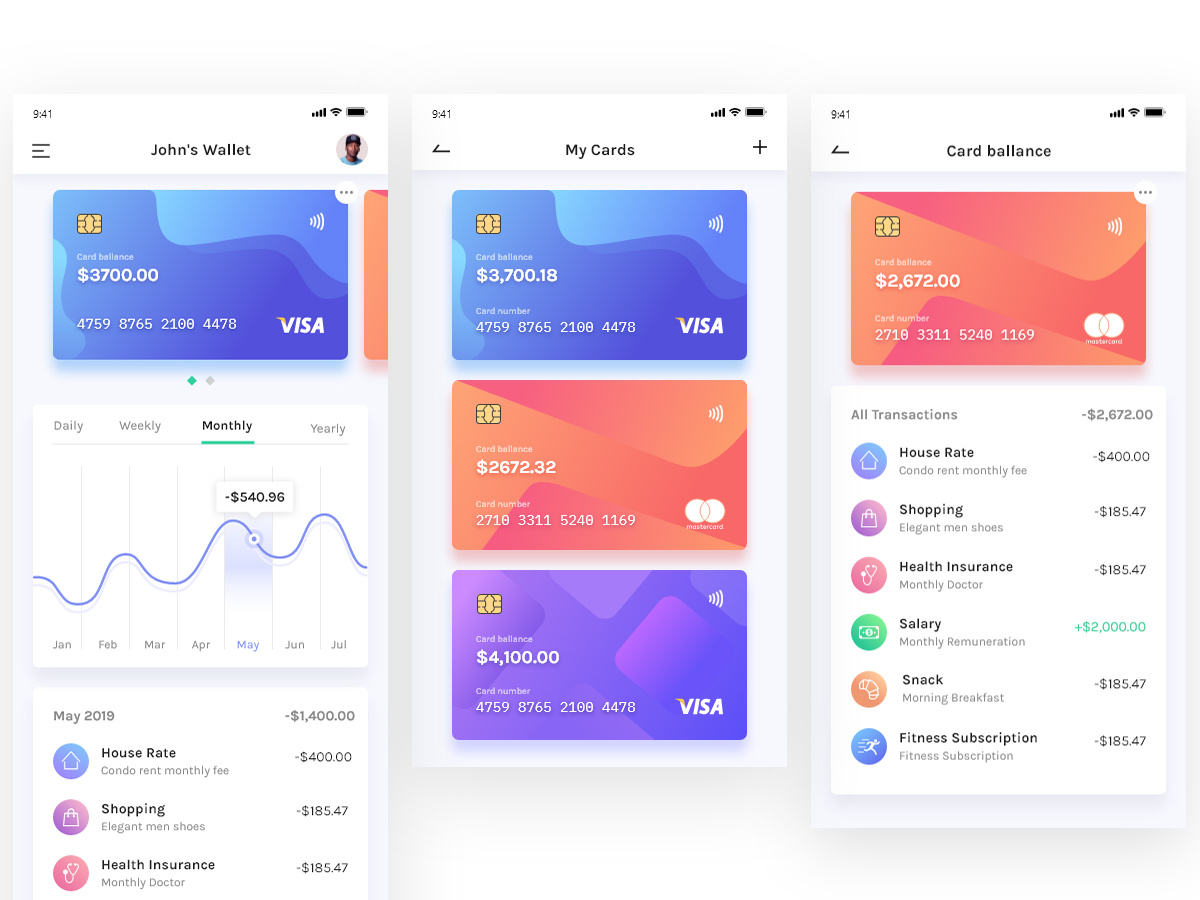 9:41
John's Wallet
Card ballance
$3700.00
4759 8765 2100 4478
VISA
Daily Weekly Monthly Yearly
-$540.96
Jan Feb Mar Apr May Jun Jul
May 2019 -$1,400.00
House Rate -$400.00
Condo rent monthly fee
Shopping -$185.47
Elegant men shoes
Health Insurance -$185.47
Monthly Doctor
9:41
My Cards
Card ballance
$3,700.18
Card number
4759 8765 2100 4478
VISA
Card ballance
$2672.32
Card number
2710 3311 5240 1169
mastercard
Card ballance
$4,100.00
Card number
4759 8765 2100 4478
VISA
9:41
Card ballance
Card ballance
$2,672.00
Card number
2710 3311 5240 1169
mastercard
All Transactions -$2,672.00
House Rate -$400.00
Condo rent monthly fee
Shopping -$185.47
Elegant men shoes
Health Insurance -$185.47
Monthly Doctor
Salary +$2,000.00
Monthly Remuneration
Snack -$185.47
Morning Breakfast
Fitness Subscription -$185.47
Fitness Subscription